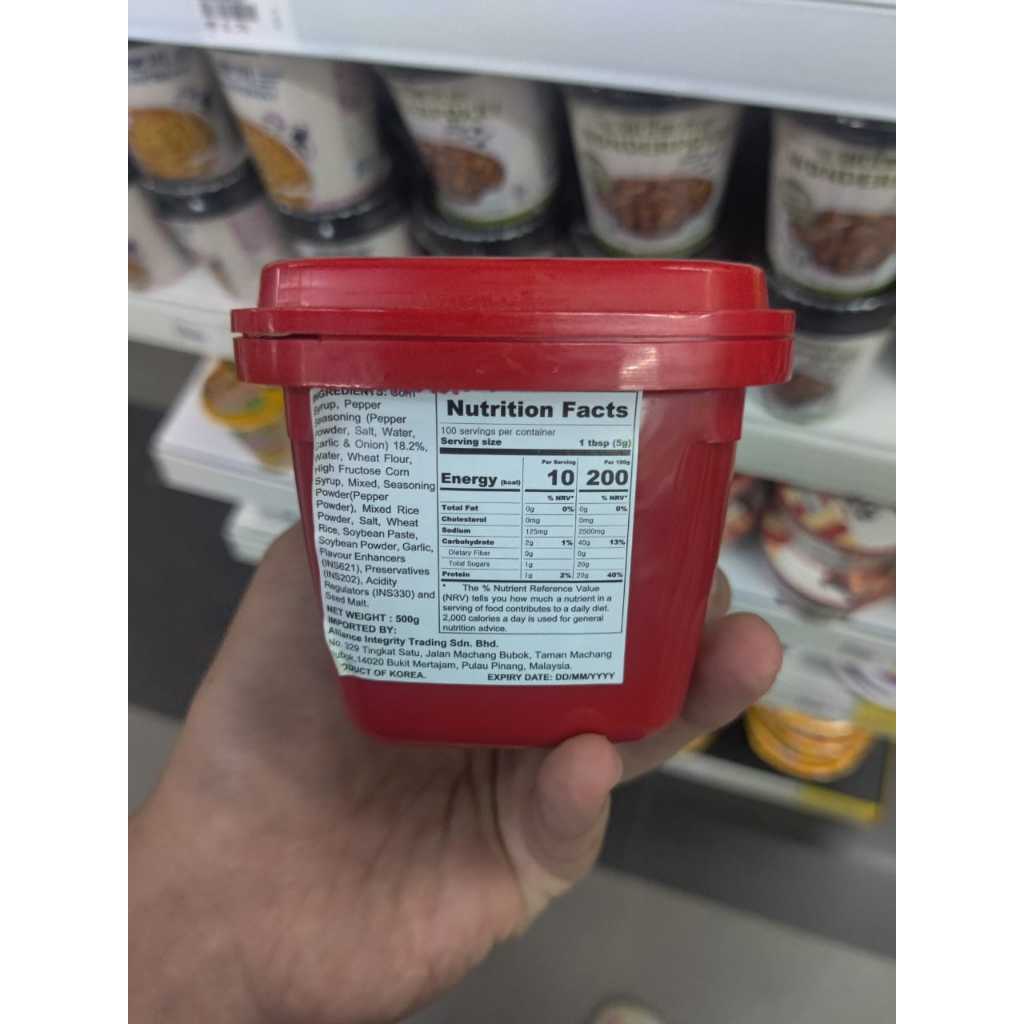 INGREDIENTS: Corn
Syrup, Pepper
Seasoning (Pepper
Powder, Salt, Water,
Garlic & Onion) 18.2%,
Water, Wheat Flour,
High Fructose Corn
Syrup, Mixed, Seasoning
Powder(Pepper
Powder), Mixed Rice
Powder, Salt, Wheat
Rice, Soybean Paste,
Soybean Powder, Garlic,
Flavour Enhancers
(INS621), Preservatives
(INS202), Acidity
Regulators (INS330) and
Seed Malt.
NET WEIGHT : 500g
IMPORTED BY:
Alliance Integrity Trading Sdn. Bhd.
No. 329 Tingkat Satu, Jalan Machang Bubok, Taman Machang
Bubok,14020 Bukit Mertajam, Pulau Pinang, Malaysia.
PRODUCT OF KOREA. EXPIRY DATE: DD/MM/YYYY
Nutrition Facts
100 servings per container
Serving size 1 tbsp (5g)
Per Serving Per 100g
Energy (kcal) 10 200
% NRV* % NRV*
Total Fat 0g 0% 0g 0%
Cholesterol 0mg 0mg
Sodium 125mg 2500mg
Carbohydrate 2g 1% 40g 13%
Dietary Fiber 0g 0g
Total Sugars 1g 20g
Protein 1g 2% 20g 40%
* The % Nutrient Reference Value
(NRV) tells you how much a nutrient in a
serving of food contributes to a daily diet.
2,000 calories a day is used for general
nutrition advice.